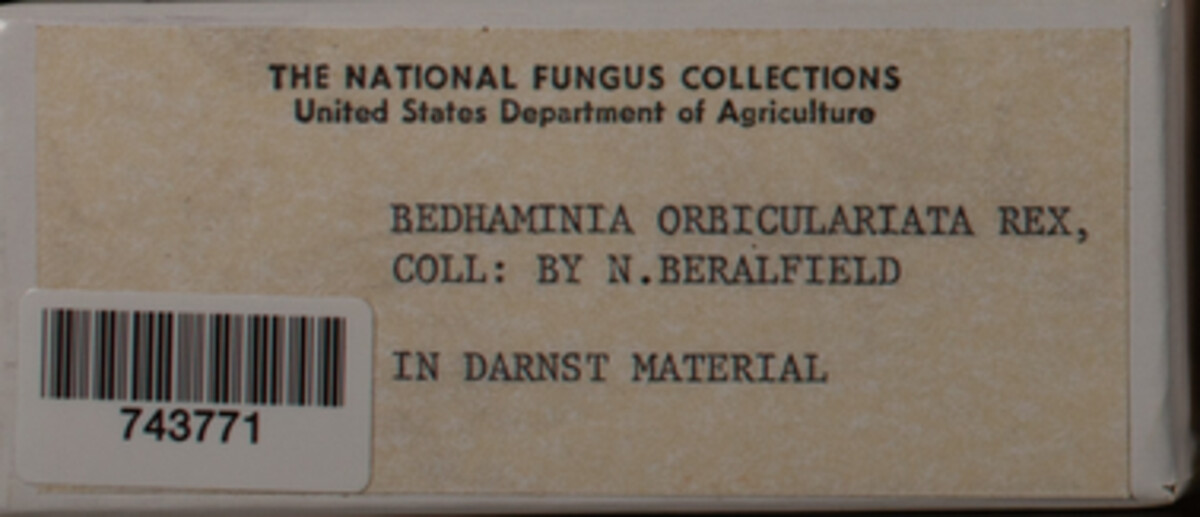 THE NATIONAL FUNGUS COLLECTIONS
United States Department of Agriculture
BEDHAMINIA ORBICULARIATA REX,
COLL: BY N.BERALFIELD
IN DARNST MATERIAL
743771